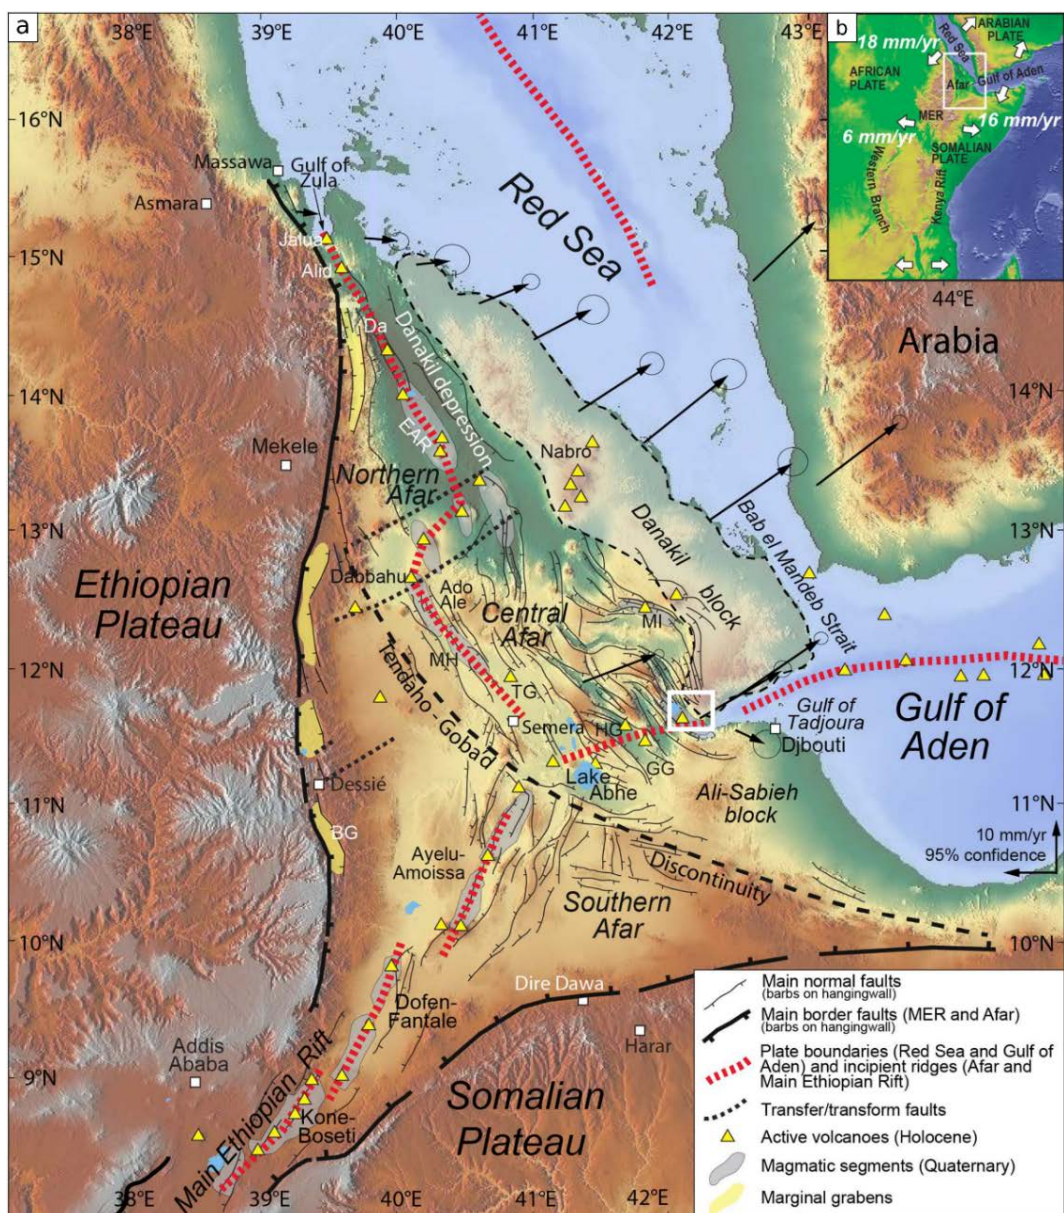 a
38°E
39°E
40°E
41°E
42°E
43°E
b
ARABIAN
PLATE
18 mm/yr
Red Sea
AFRICAN
PLATE
Gulf of Aden
Afar
MER
16 mm/yr
6 mm/yr
SOMALIAN
PLATE
Western
Branch
Kenya Rift
44°E
16°N
Massawa
Gulf of
Zula
Asmara
Red Sea
Jalua
15°N
Alid
Arabia
Da
Danakil depression
14°N
14°N
EAR
Mekele
Nabro
Northern
Afar
13°N
13°N
Danakil
block
Bab el Mandeb Strait
Ethiopian
Plateau
Dabbahu
Ado
Ale
Central
Afar
MI
12°N
12°N
MH
TG
Tendaho - Gobad
Discontinuity
Semera
HG
Gulf of
Tadjoura
Djbouti
Gulf of
Aden
GG
Lake
Abhe
Dessié
11°N
11°N
Ali-Sabieh
block
10 mm/yr
95% confidence
BG
Ayelu-
Amoissa
Southern
Afar
10°N
10°N
Dire Dawa
Dofen-
Fantale
Harar
Addis
Ababa
9°N
Main Ethiopian Rift
Kone-
Boseti
Somalian
Plateau
38°E
39°E
40°E
41°E
42°E
Main normal faults
(barbs on hangingwall)
Main border faults (MER and Afar)
(barbs on hangingwall)
Plate boundaries (Red Sea and Gulf of
Aden) and incipient ridges (Afar and
Main Ethiopian Rift)
Transfer/transform faults
Active volcanoes (Holocene)
Magmatic segments (Quaternary)
Marginal grabens